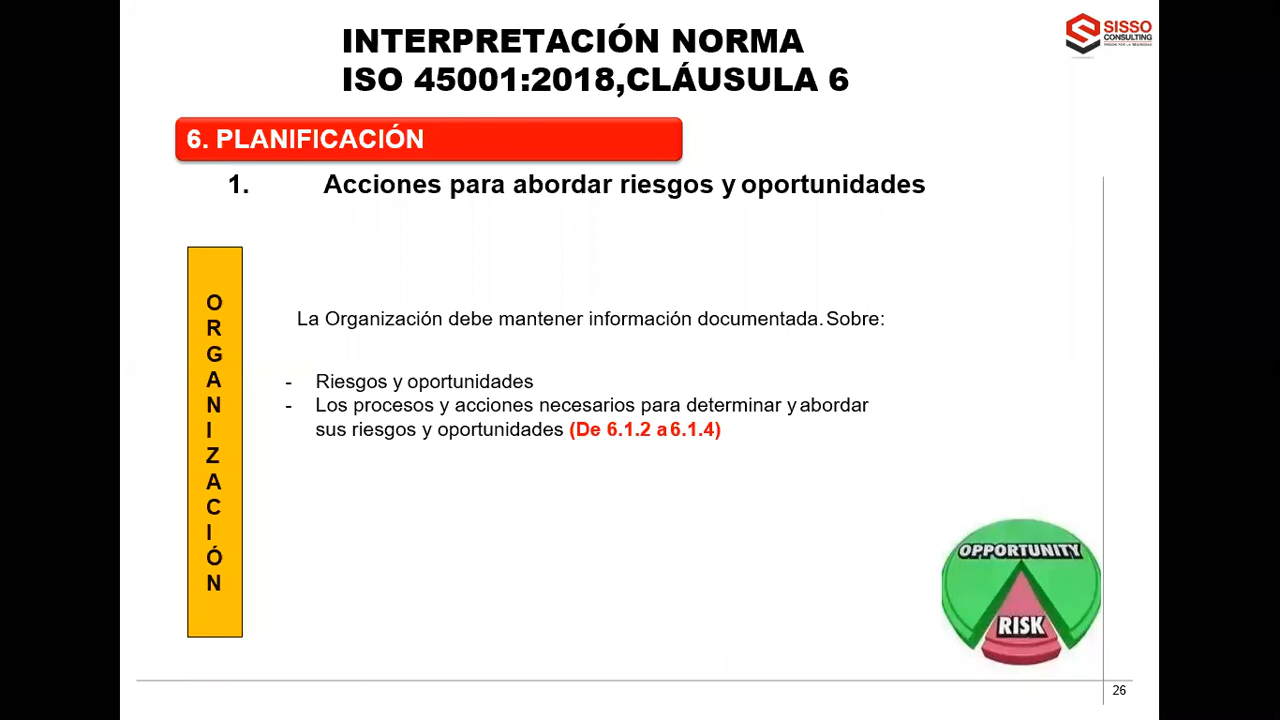 INTERPRETACIÓN NORMA
ISO 45001:2018,CLÁUSULA 6
SISSO
CONSULTING
6. PLANIFICACIÓN
1. Acciones para abordar riesgos y oportunidades
O
R
G
A
N
I
Z
A
C
I
Ó
N
La Organización debe mantener información documentada. Sobre:
- Riesgos y oportunidades
- Los procesos y acciones necesarios para determinar y abordar
sus riesgos y oportunidades (De 6.1.2 a 6.1.4)
OPPORTUNITY
RISK
26